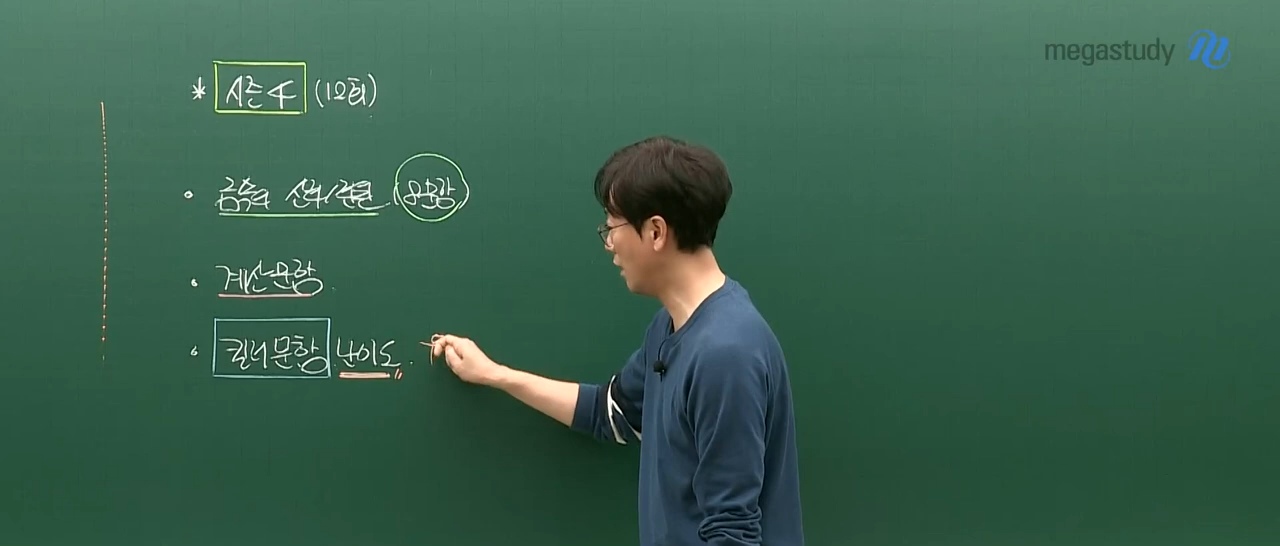 megastudy
* 시즌 4 (12회)
금속의 산화/환원. (8문항)
계산문항.
킬러문항 난이도.